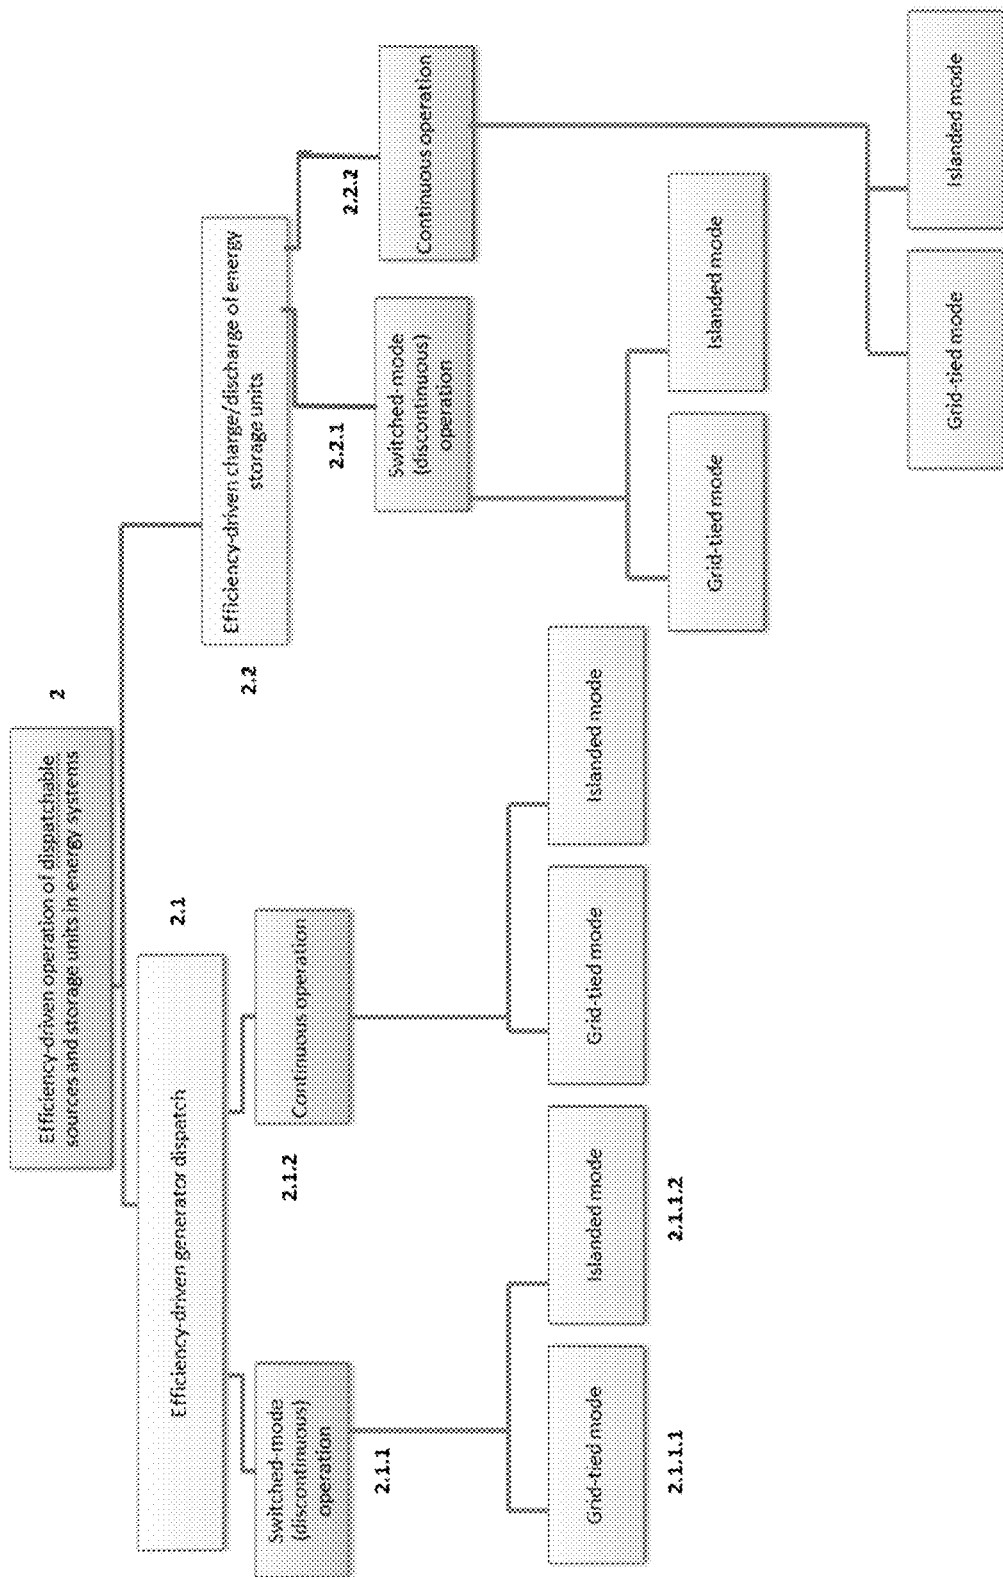 2
Efficiency-driven operation of dispatchable
sources and storage units in energy systems
2.1
Efficiency-driven generator dispatch
2.2
Efficiency-driven charge/discharge of energy
storage units
2.1.1
Switched-mode
(discontinuous)
operation
2.1.2
Continuous operation
2.2.1
Switched-mode
(discontinuous)
operation
2.2.2
Continuous operation
Grid-tied mode
2.1.1.1
Islanded mode
2.1.1.2
Grid-tied mode
Islanded mode
Grid-tied mode
Islanded mode
Grid-tied mode
Islanded mode